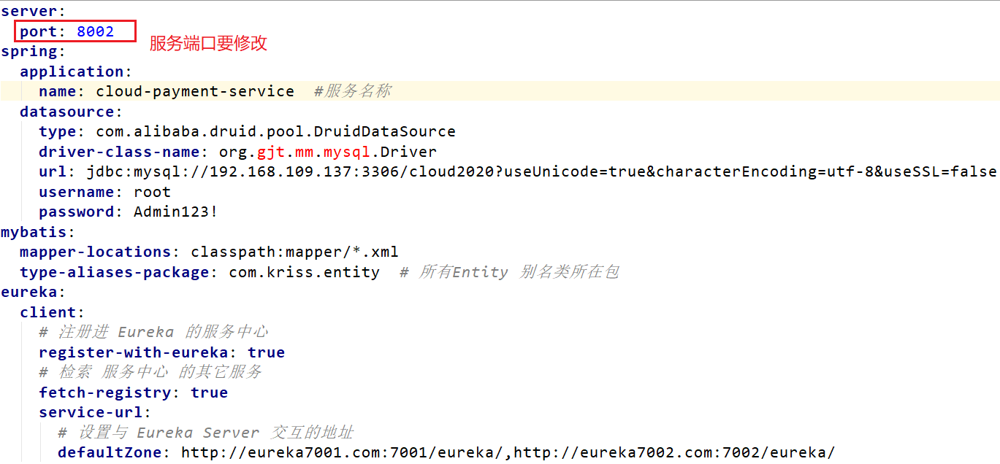 server:
  port: 8002
服务端口要修改
spring:
  application:
    name: cloud-payment-service  #服务名称
  datasource:
    type: com.alibaba.druid.pool.DruidDataSource
    driver-class-name: org.gjt.mm.mysql.Driver
    url: jdbc:mysql://192.168.109.137:3306/cloud2020?useUnicode=true&characterEncoding=utf-8&useSSL=false
    username: root
    password: Admin123!
mybatis:
  mapper-locations: classpath:mapper/*.xml
  type-aliases-package: com.kriss.entity  # 所有Entity 别名类所在包
eureka:
  client:
    # 注册进 Eureka 的服务中心
    register-with-eureka: true
    # 检索 服务中心 的其它服务
    fetch-registry: true
    service-url:
      # 设置与 Eureka Server 交互的地址
      defaultZone: http://eureka7001.com:7001/eureka/,http://eureka7002.com:7002/eureka/